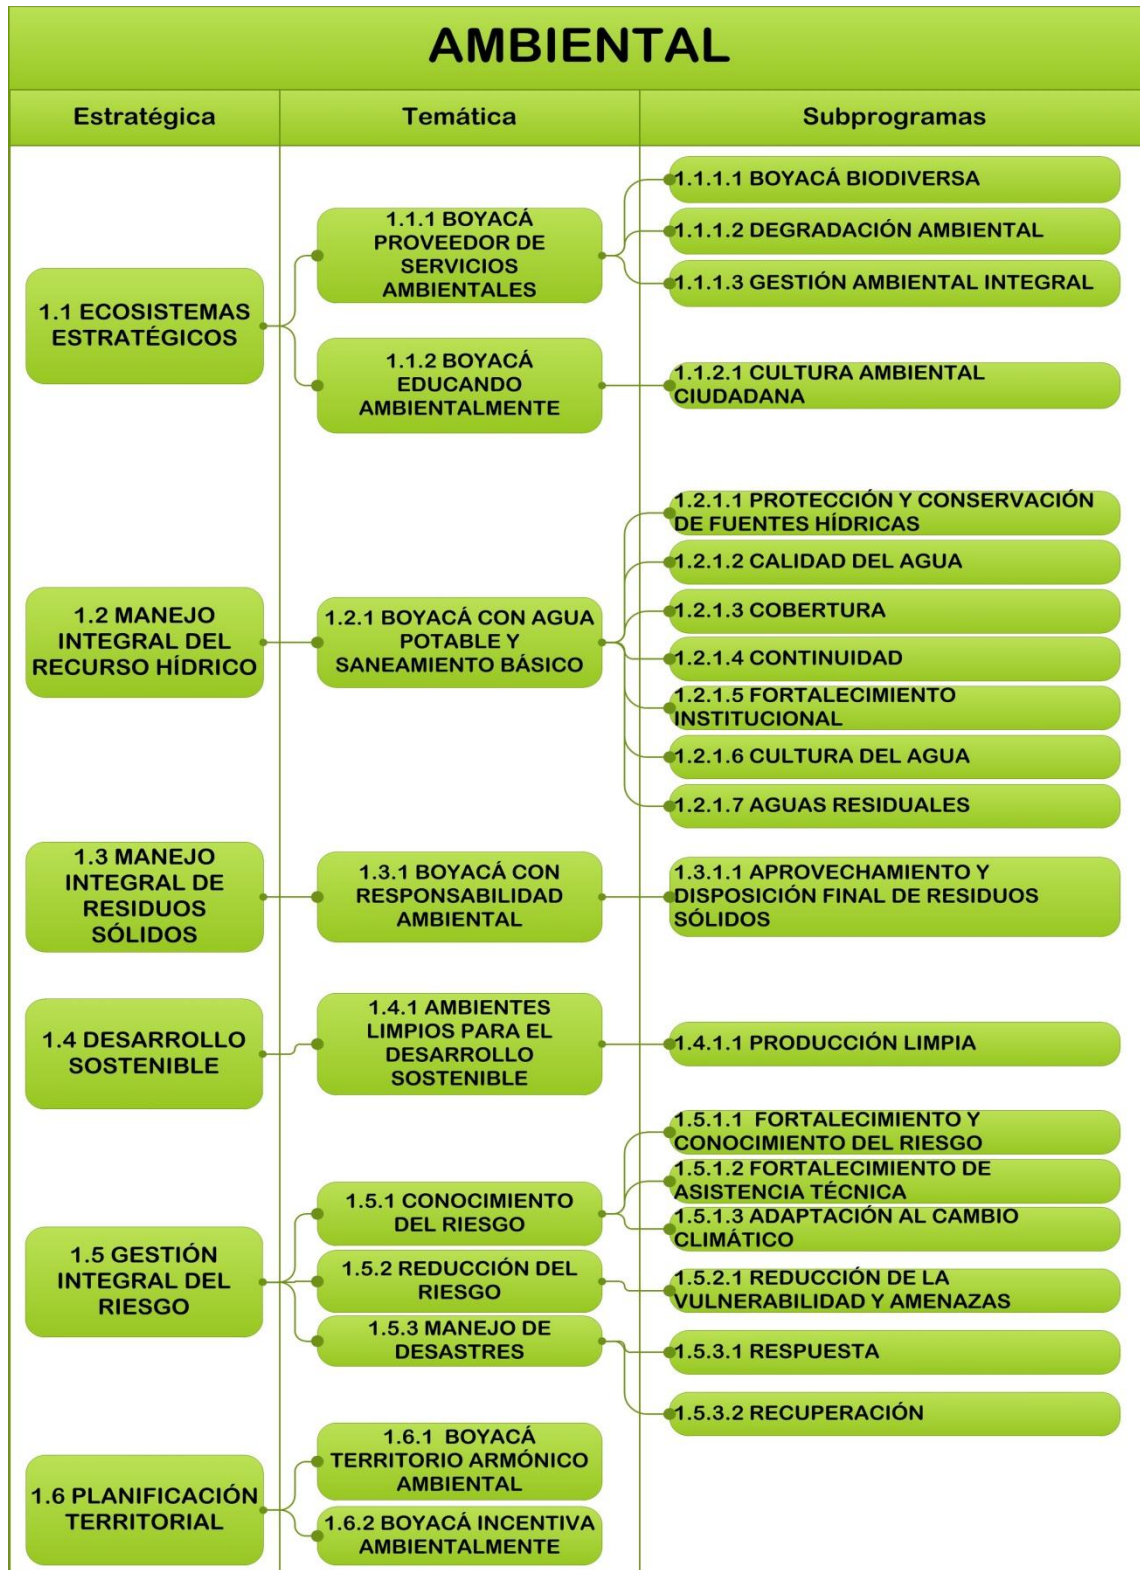 AMBIENTAL
Estratégica
Temática
Subprogramas
1.1 ECOSISTEMAS
ESTRATÉGICOS
1.1.1 BOYACÁ
PROVEEDOR DE
SERVICIOS
AMBIENTALES
1.1.1.1 BOYACÁ BIODIVERSA
1.1.1.2 DEGRADACIÓN AMBIENTAL
1.1.1.3 GESTIÓN AMBIENTAL INTEGRAL
1.1.2 BOYACÁ
EDUCANDO
AMBIENTALMENTE
1.1.2.1 CULTURA AMBIENTAL
CIUDADANA
1.2 MANEJO
INTEGRAL DEL
RECURSO HÍDRICO
1.2.1 BOYACÁ CON AGUA
POTABLE Y
SANEAMIENTO BÁSICO
1.2.1.1 PROTECCIÓN Y CONSERVACIÓN
DE FUENTES HÍDRICAS
1.2.1.2 CALIDAD DEL AGUA
1.2.1.3 COBERTURA
1.2.1.4 CONTINUIDAD
1.2.1.5 FORTALECIMIENTO
INSTITUCIONAL
1.2.1.6 CULTURA DEL AGUA
1.2.1.7 AGUAS RESIDUALES
1.3 MANEJO
INTEGRAL DE
RESIDUOS
SÓLIDOS
1.3.1 BOYACÁ CON
RESPONSABILIDAD
AMBIENTAL
1.3.1.1 APROVECHAMIENTO Y
DISPOSICIÓN FINAL DE RESIDUOS
SÓLIDOS
1.4 DESARROLLO
SOSTENIBLE
1.4.1 AMBIENTES
LIMPIOS PARA EL
DESARROLLO
SOSTENIBLE
1.4.1.1 PRODUCCIÓN LIMPIA
1.5 GESTIÓN
INTEGRAL DEL
RIESGO
1.5.1 CONOCIMIENTO
DEL RIESGO
1.5.1.1 FORTALECIMIENTO Y
CONOCIMIENTO DEL RIESGO
1.5.1.2 FORTALECIMIENTO DE
ASISTENCIA TÉCNICA
1.5.1.3 ADAPTACIÓN AL CAMBIO
CLIMÁTICO
1.5.2 REDUCCIÓN DEL
RIESGO
1.5.2.1 REDUCCIÓN DE LA
VULNERABILIDAD Y AMENAZAS
1.5.3 MANEJO DE
DESASTRES
1.5.3.1 RESPUESTA
1.5.3.2 RECUPERACIÓN
1.6 PLANIFICACIÓN
TERRITORIAL
1.6.1 BOYACÁ
TERRITORIO ARMÓNICO
AMBIENTAL
1.6.2 BOYACÁ INCENTIVA
AMBIENTALMENTE